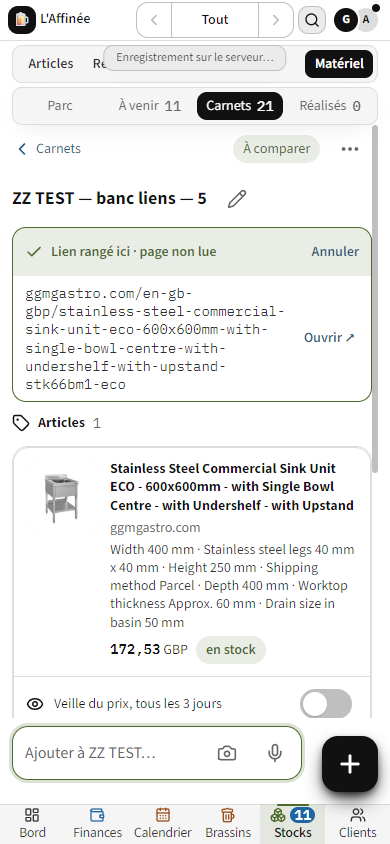 L'Affinée
Tout
G
A
Articles
Re
Enregistrement sur le serveur…
Matériel
Parc
À venir 11
Carnets 21
Réalisés 0
Carnets
À comparer
ZZ TEST — banc liens — 5
Lien rangé ici · page non lue
Annuler
ggmgastro.com/en-gb-
gbp/stainless-steel-commercial-
sink-unit-eco-600x600mm-with-
single-bowl-centre-with-
undershelf-with-upstand-
stk66bm1-eco
Ouvrir ↗
Articles 1
Stainless Steel Commercial Sink Unit
ECO - 600x600mm - with Single Bowl
Centre - with Undershelf - with Upstand
ggmgastro.com
Width 400 mm · Stainless steel legs 40 mm
x 40 mm · Height 250 mm · Shipping
method Parcel · Depth 400 mm · Worktop
thickness Approx. 60 mm · Drain size in
basin 50 mm
172,53 GBP
en stock
Veille du prix, tous les 3 jours
Ajouter à ZZ TEST…
Bord
Finances
Calendrier
Brassins
11
Stocks
Clients